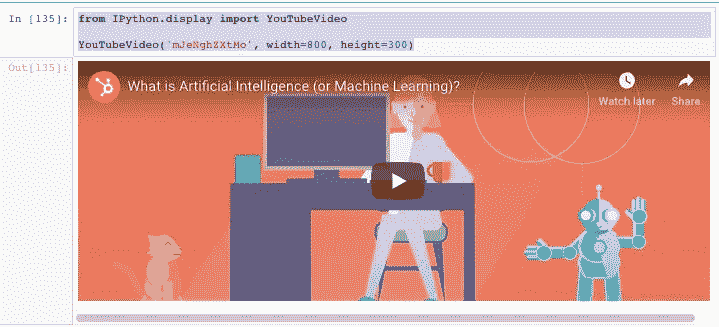 In [135]: from IPython.display import YouTubeVideo
YouTubeVideo('mJeNghZXtMo', width=800, height=300)
Out[135]:
What is Artificial Intelligence (or Machine Learning)?
Watch later Share